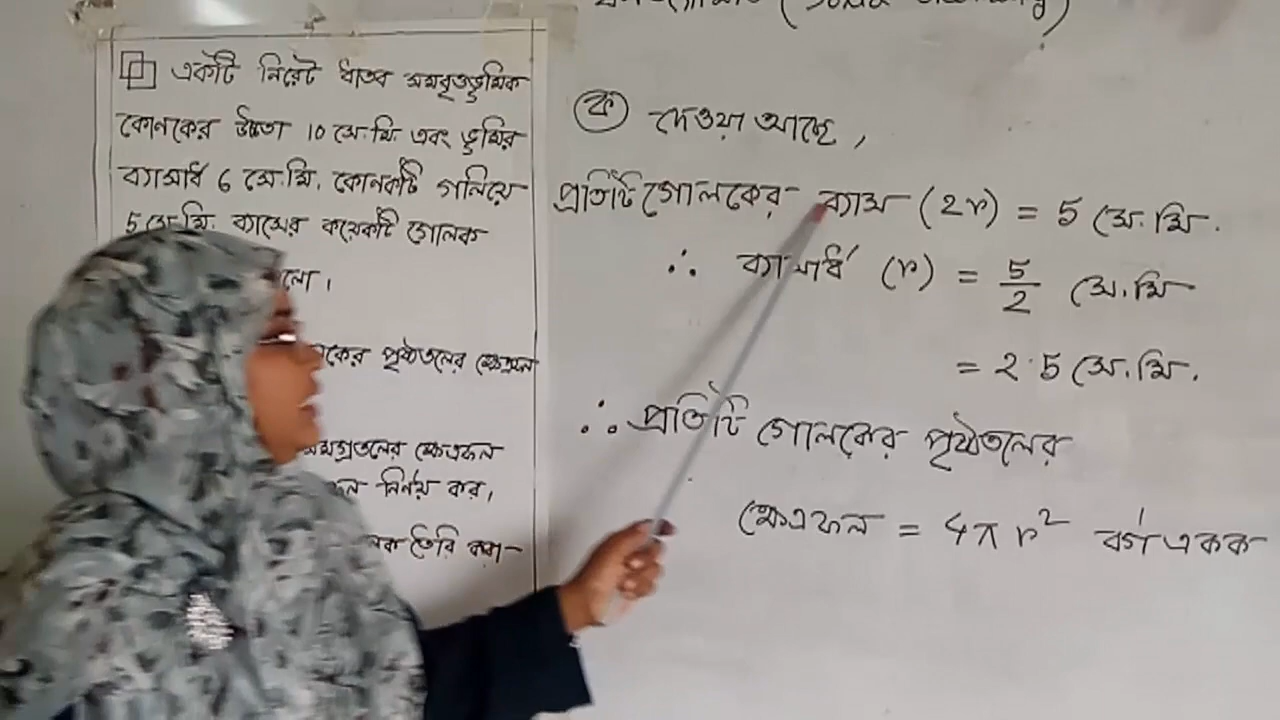 একটি নিরেট ধাতব সমবৃত্তভূমিক
কোনকের উচ্চতা 10 সে.মি. এবং ভূমির
ব্যাসার্ধ 6 সে.মি. কোনকটি গলিয়ে
5 সে.মি. ব্যাসের কয়েকটি গোলক
কের পৃষ্ঠতলের ক্ষেত্রফল
সমগ্রতলের ক্ষেত্রফল
নির্ণয় কর।
তৈরি করা-
(ক) দেওয়া আছে,
প্রতিটি গোলকের ব্যাস (2r) = 5 সে.মি.
∴ ব্যাসার্ধ (r) = 5/2 সে.মি
= 2.5 সে.মি.
∴ প্রতিটি গোলকের পৃষ্ঠতলের
ক্ষেত্রফল = 4πr² বর্গ একক